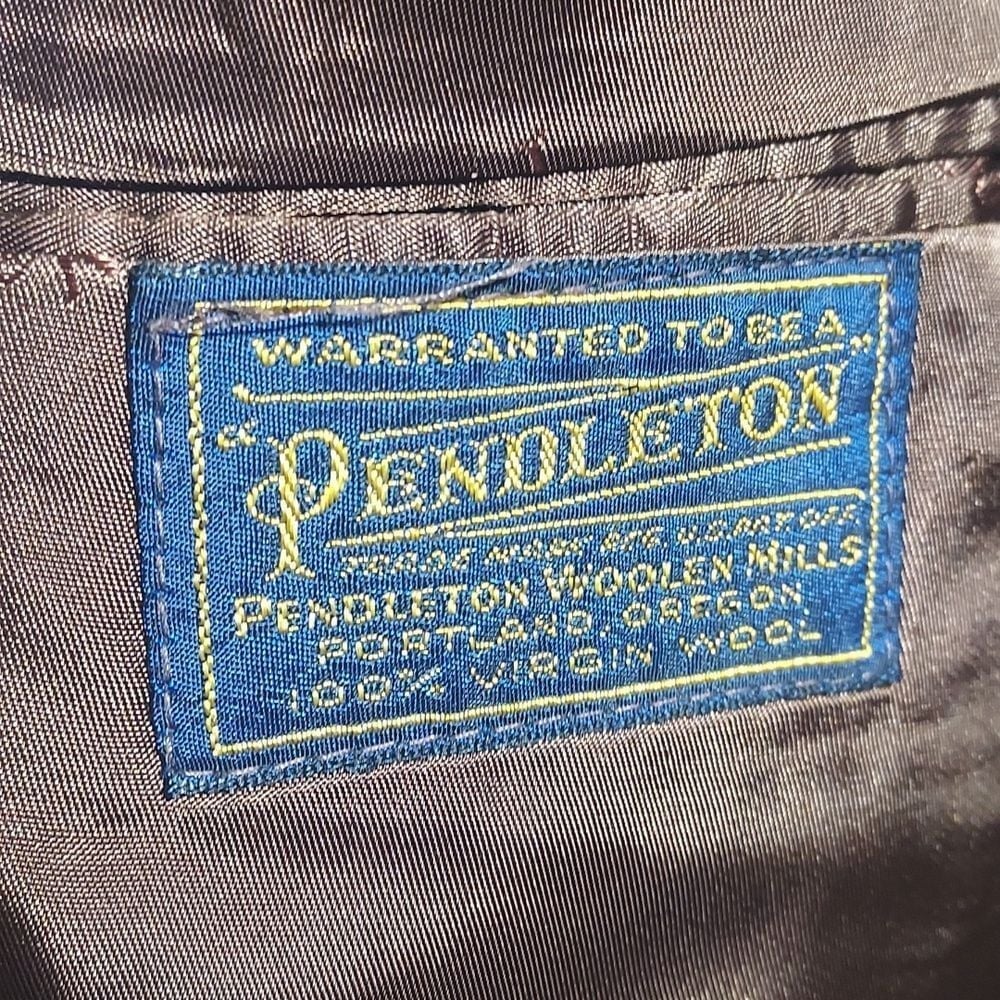 WARRANTED TO BE A
"PENDLETON"
PENDLETON WOOLEN MILLS
PORTLAND, OREGON
100% VIRGIN WOOL